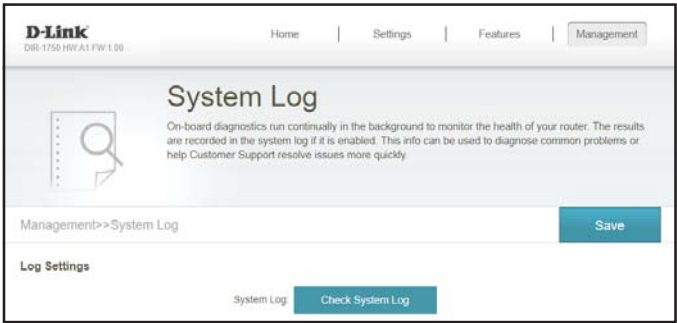 D-Link
DIR-1750 HW:A1 FW:1.00
Home | Settings | Features | Management
System Log
On-board diagnostics run continually in the background to monitor the health of your router. The results
are recorded in the system log if it is enabled. This info can be used to diagnose common problems or
help Customer Support resolve issues more quickly.
Management>>System Log
Save
Log Settings
System Log: Check System Log